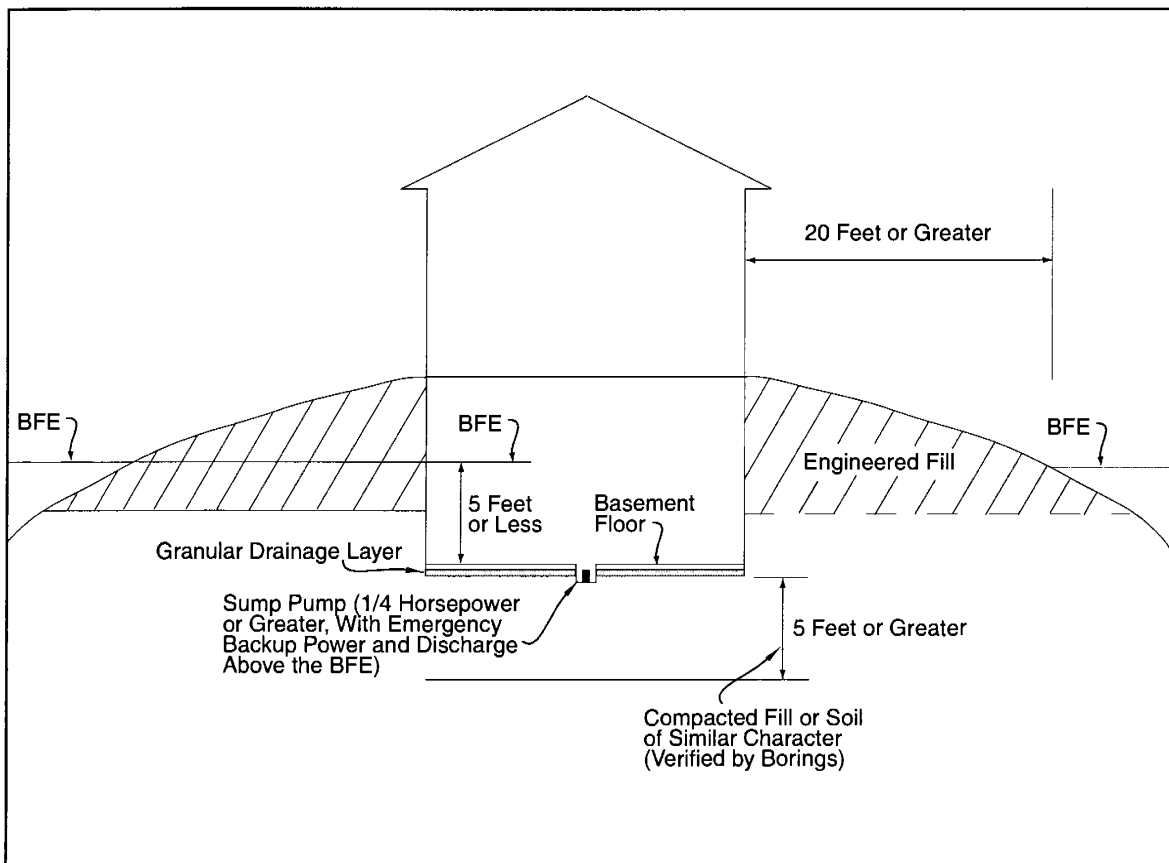 20 Feet or Greater
BFE
BFE
BFE
Engineered Fill
5 Feet
or Less
Basement
Floor
Granular Drainage Layer
Sump Pump (1/4 Horsepower
or Greater, With Emergency
Backup Power and Discharge
Above the BFE)
5 Feet or Greater
Compacted Fill or Soil
of Similar Character
(Verified by Borings)